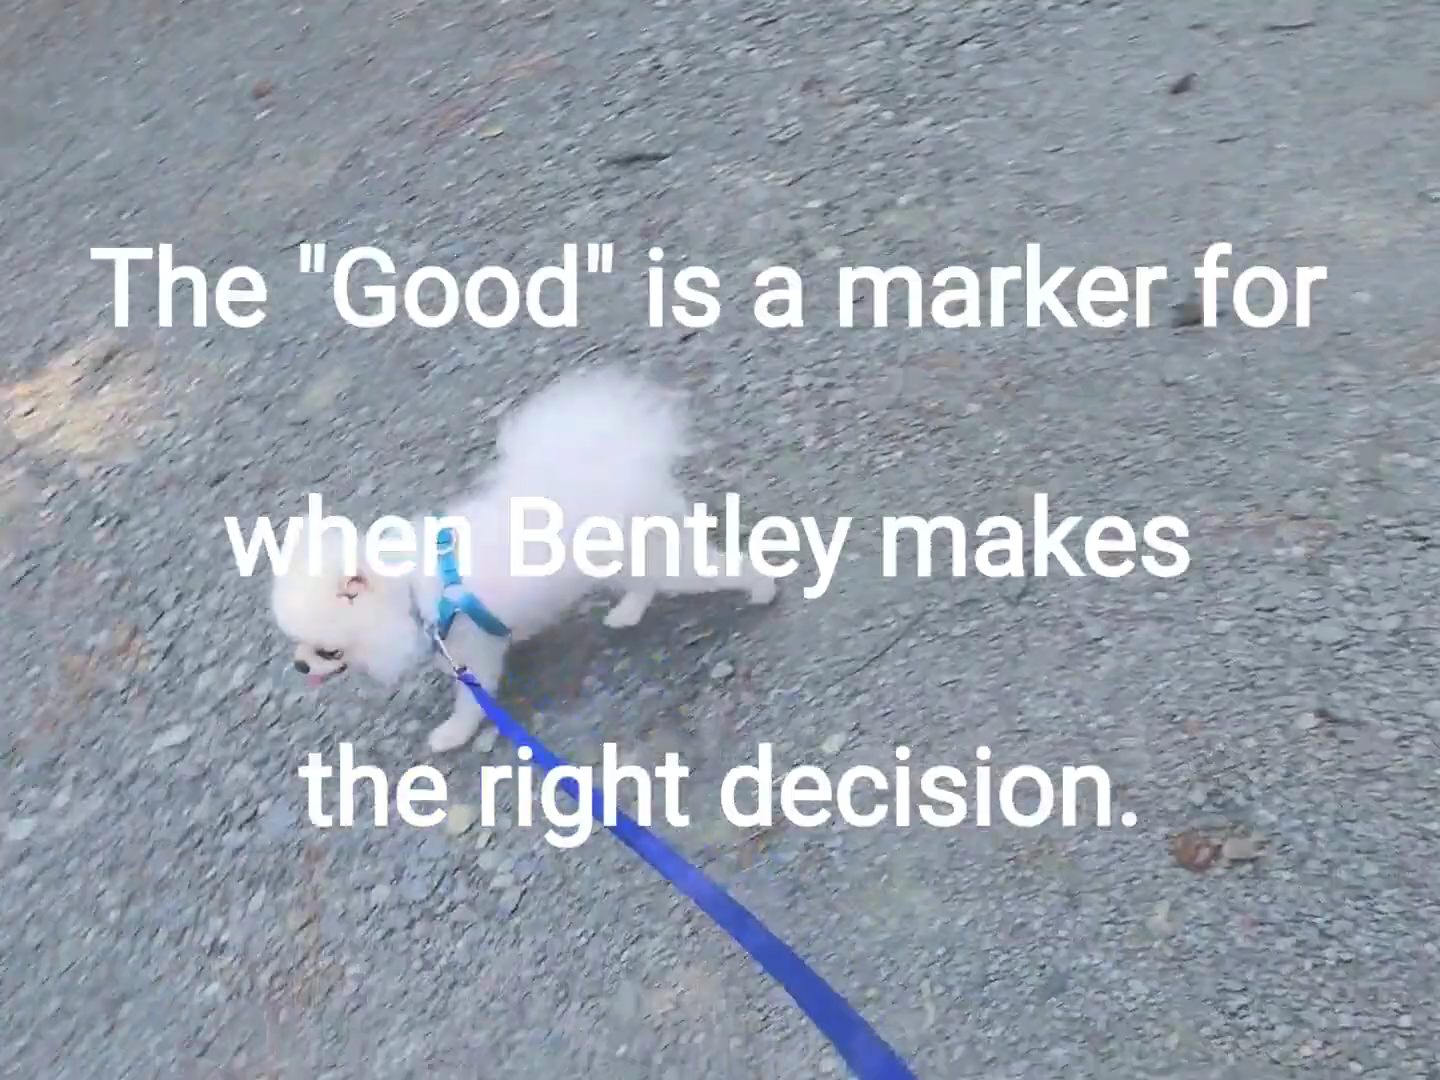 The "Good" is a marker for
when Bentley makes
the right decision.